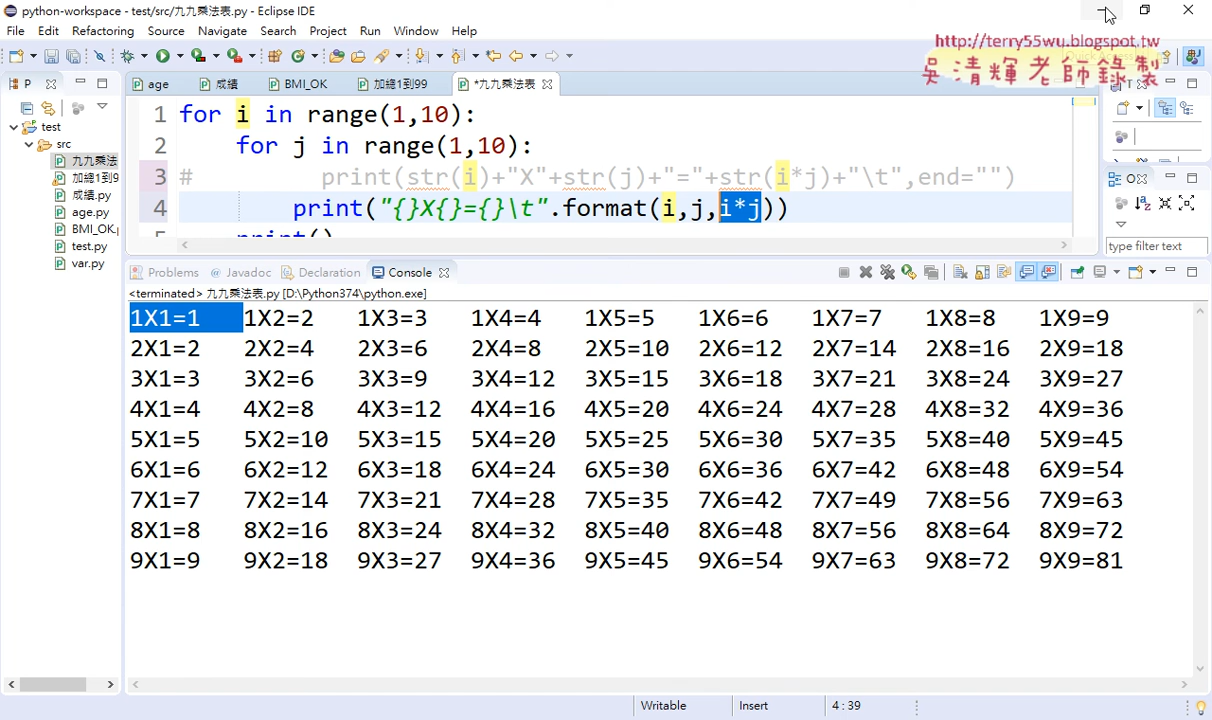 python-workspace - test/src/九九乘法表.py - Eclipse IDE
File Edit Refactoring Source Navigate Search Project Run Window Help
http://terry55wu.blogspot.tw
吳清輝老師錄製
P
age
成績
BMI_OK
加總1到99
*九九乘法表
test
src
九九乘法
加總1到9
成績.py
age.py
BMI_OK.
test.py
var.py
1 for i in range(1,10):
2     for j in range(1,10):
3 #         print(str(i)+"X"+str(j)+"="+str(i*j)+"\t",end="")
4         print("{}X{}={}\t".format(i,j,i*j))
type filter text
Problems Javadoc Declaration Console
<terminated> 九九乘法表.py [D:\Python374\python.exe]
1X1=1 1X2=2 1X3=3 1X4=4 1X5=5 1X6=6 1X7=7 1X8=8 1X9=9
2X1=2 2X2=4 2X3=6 2X4=8 2X5=10 2X6=12 2X7=14 2X8=16 2X9=18
3X1=3 3X2=6 3X3=9 3X4=12 3X5=15 3X6=18 3X7=21 3X8=24 3X9=27
4X1=4 4X2=8 4X3=12 4X4=16 4X5=20 4X6=24 4X7=28 4X8=32 4X9=36
5X1=5 5X2=10 5X3=15 5X4=20 5X5=25 5X6=30 5X7=35 5X8=40 5X9=45
6X1=6 6X2=12 6X3=18 6X4=24 6X5=30 6X6=36 6X7=42 6X8=48 6X9=54
7X1=7 7X2=14 7X3=21 7X4=28 7X5=35 7X6=42 7X7=49 7X8=56 7X9=63
8X1=8 8X2=16 8X3=24 8X4=32 8X5=40 8X6=48 8X7=56 8X8=64 8X9=72
9X1=9 9X2=18 9X3=27 9X4=36 9X5=45 9X6=54 9X7=63 9X8=72 9X9=81
Writable Insert 4 : 39